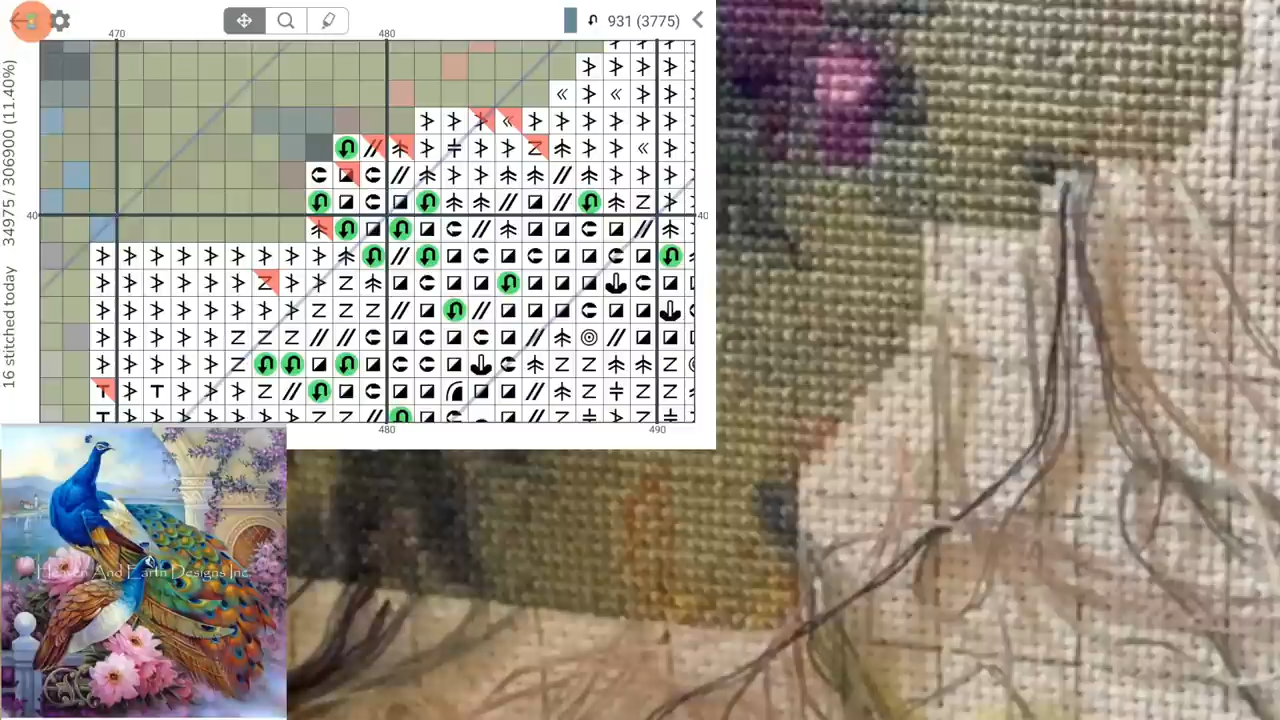 931 (3775)
470 480
34975 / 306900 (11.40%)
16 stitched today
40 40
480 490
Heaven And Earth Designs Inc.